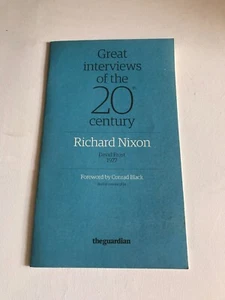 Great
interviews
of the
20th
century
Richard Nixon
David Frost
1977
Foreword by Conrad Black
theguardian